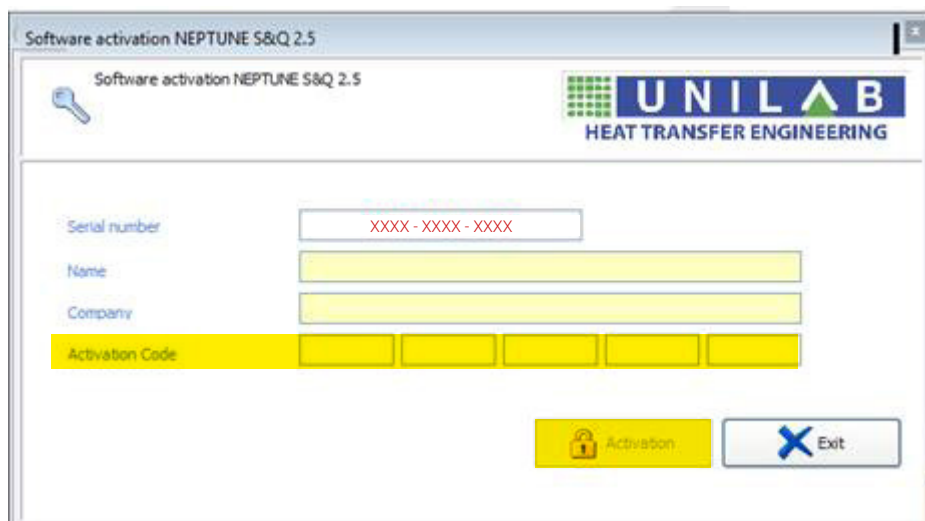 Software activation NEPTUNE S&Q 2.5
Software activation NEPTUNE S&Q 2.5
UNILAB
HEAT TRANSFER ENGINEERING
Serial number XXXX - XXXX - XXXX
Name
Company
Activation Code
Activation Exit